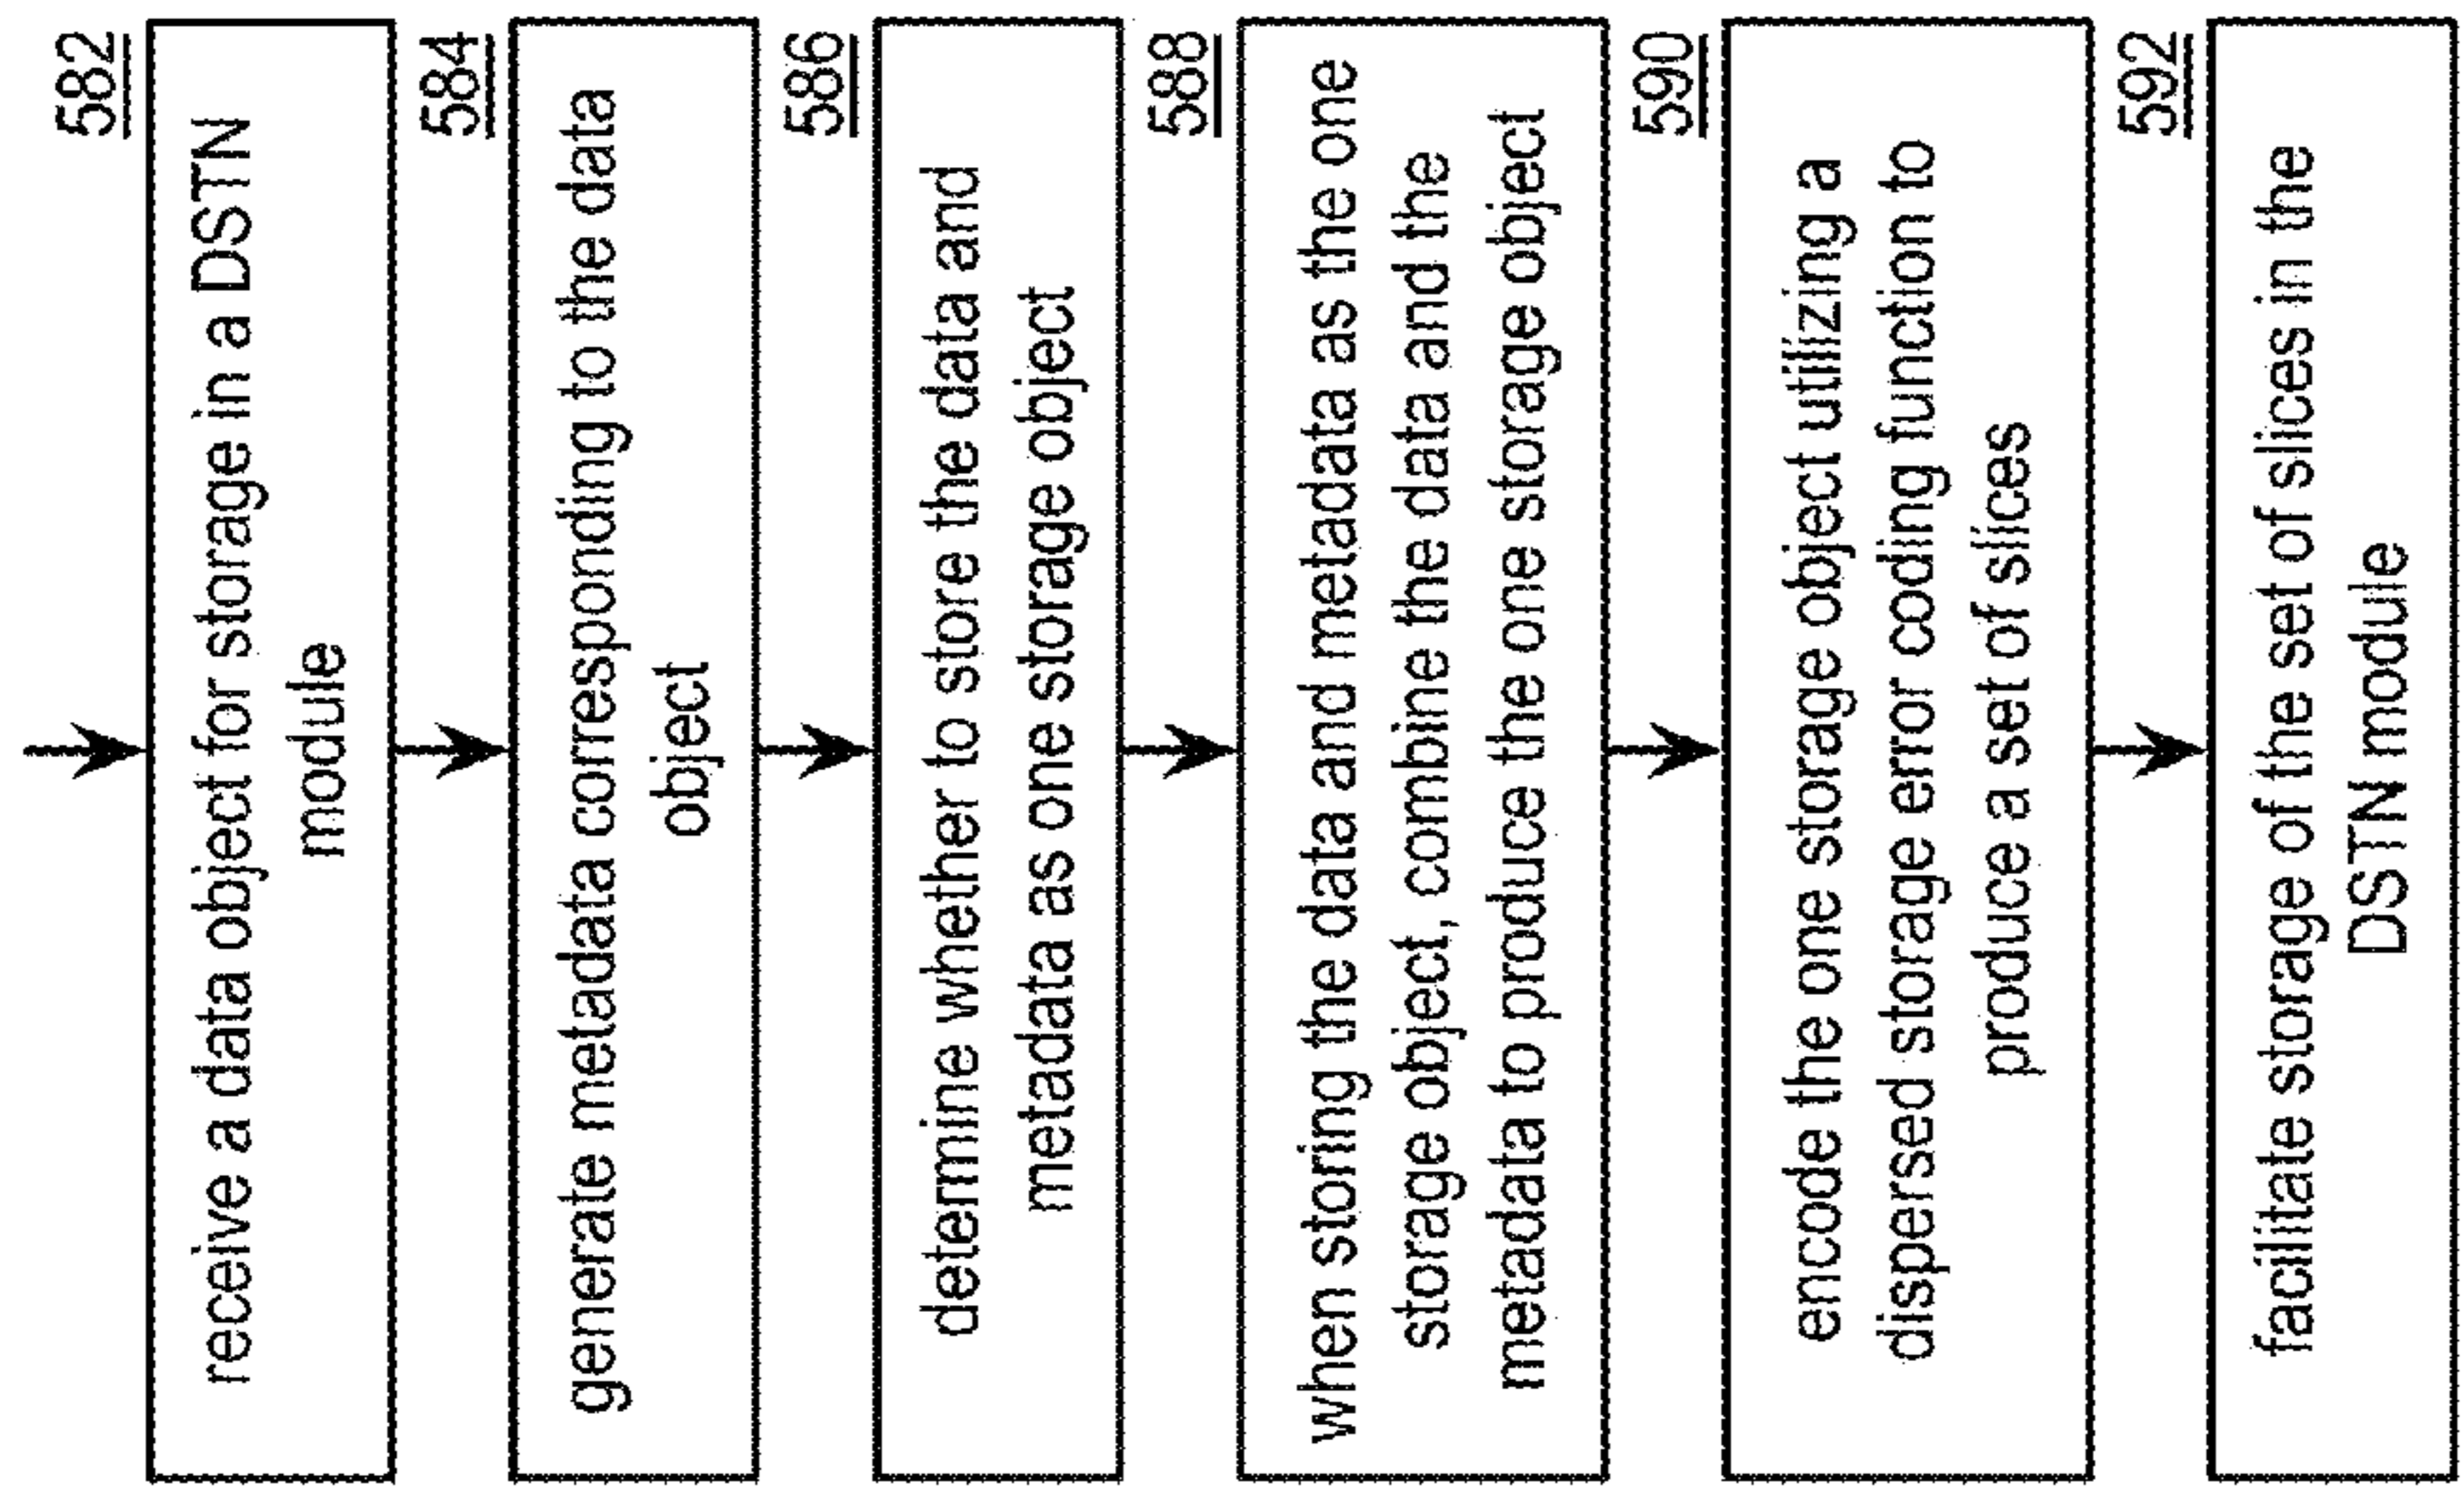 582
receive a data object for storage in a DSTN
module
584
generate metadata corresponding to the data
object
586
determine whether to store the data and
metadata as one storage object
588
when storing the data and metadata as the one
storage object, combine the data and the
metadata to produce the one storage object
590
encode the one storage object utilizing a
dispersed storage error coding function to
produce a set of slices
592
facilitate storage of the set of slices in the
DSTN module